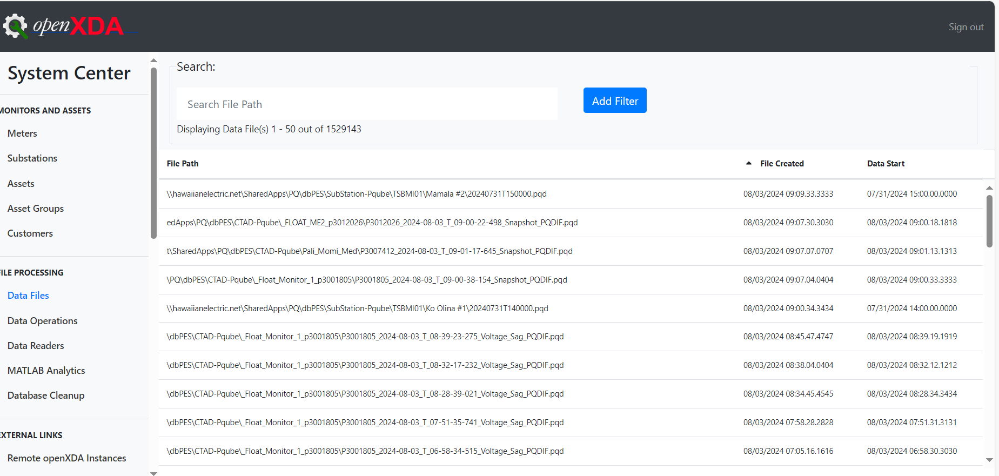 openXDA
Sign out
System Center
MONITORS AND ASSETS
Meters
Substations
Assets
Asset Groups
Customers
FILE PROCESSING
Data Files
Data Operations
Data Readers
MATLAB Analytics
Database Cleanup
EXTERNAL LINKS
Remote openXDA Instances
Search:
Search File Path
Add Filter
Displaying Data File(s) 1 - 50 out of 1529143
File Path File Created Data Start
\\hawaiianelectric.net\SharedApps\PQ\dbPES\SubStation-Pqube\TSBMI01\Mamala #2\20240731T150000.pqd 08/03/2024 09:09.33.3333 07/31/2024 15:00.00.0000
edApps\PQ\dbPES\CTAD-Pqube\_FLOAT_ME2_p3012026\P3012026_2024-08-03_T_09-00-22-498_Snapshot_PQDIF.pqd 08/03/2024 09:07.30.3030 08/03/2024 09:00.18.1818
t\SharedApps\PQ\dbPES\CTAD-Pqube\Pali_Momi_Med\P3007412_2024-08-03_T_09-01-17-645_Snapshot_PQDIF.pqd 08/03/2024 09:07.07.0707 08/03/2024 09:01.13.1313
\PQ\dbPES\CTAD-Pqube\_Float_Monitor_1_p3001805\P3001805_2024-08-03_T_09-00-38-154_Snapshot_PQDIF.pqd 08/03/2024 09:07.04.0404 08/03/2024 09:00.33.3333
\\hawaiianelectric.net\SharedApps\PQ\dbPES\SubStation-Pqube\TSBMI01\Ko Olina #1\20240731T140000.pqd 08/03/2024 09:00.34.3434 07/31/2024 14:00.00.0000
\dbPES\CTAD-Pqube\_Float_Monitor_1_p3001805\P3001805_2024-08-03_T_08-39-23-275_Voltage_Sag_PQDIF.pqd 08/03/2024 08:45.47.4747 08/03/2024 08:39.19.1919
\dbPES\CTAD-Pqube\_Float_Monitor_1_p3001805\P3001805_2024-08-03_T_08-32-17-232_Voltage_Sag_PQDIF.pqd 08/03/2024 08:38.04.0404 08/03/2024 08:32.12.1212
\dbPES\CTAD-Pqube\_Float_Monitor_1_p3001805\P3001805_2024-08-03_T_08-28-39-021_Voltage_Sag_PQDIF.pqd 08/03/2024 08:34.45.4545 08/03/2024 08:28.34.3434
\dbPES\CTAD-Pqube\_Float_Monitor_1_p3001805\P3001805_2024-08-03_T_07-51-35-741_Voltage_Sag_PQDIF.pqd 08/03/2024 07:58.28.2828 08/03/2024 07:51.31.3131
\dbPES\CTAD-Pqube\_Float_Monitor_1_p3001805\P3001805_2024-08-03_T_06-58-34-515_Voltage_Sag_PQDIF.pqd 08/03/2024 07:05.16.1616 08/03/2024 06:58.30.3030